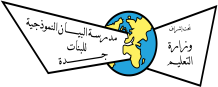 مدرسة البيان النموذجية
للبنات
جدة
تحت إشراف
وزارة
التعليم